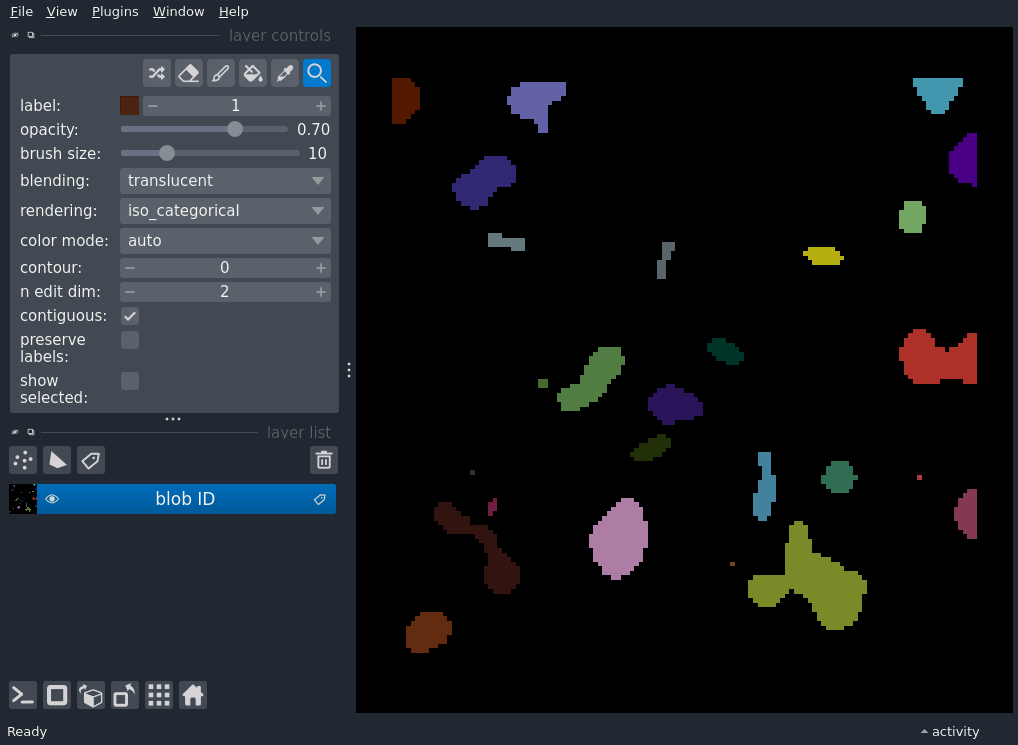 File View Plugins Window Help
layer controls
label: 1
opacity: 0.70
brush size: 10
blending: translucent
rendering: iso_categorical
color mode: auto
contour: 0
n edit dim: 2
contiguous:
preserve
labels:
show
selected:
layer list
blob ID
Ready
activity